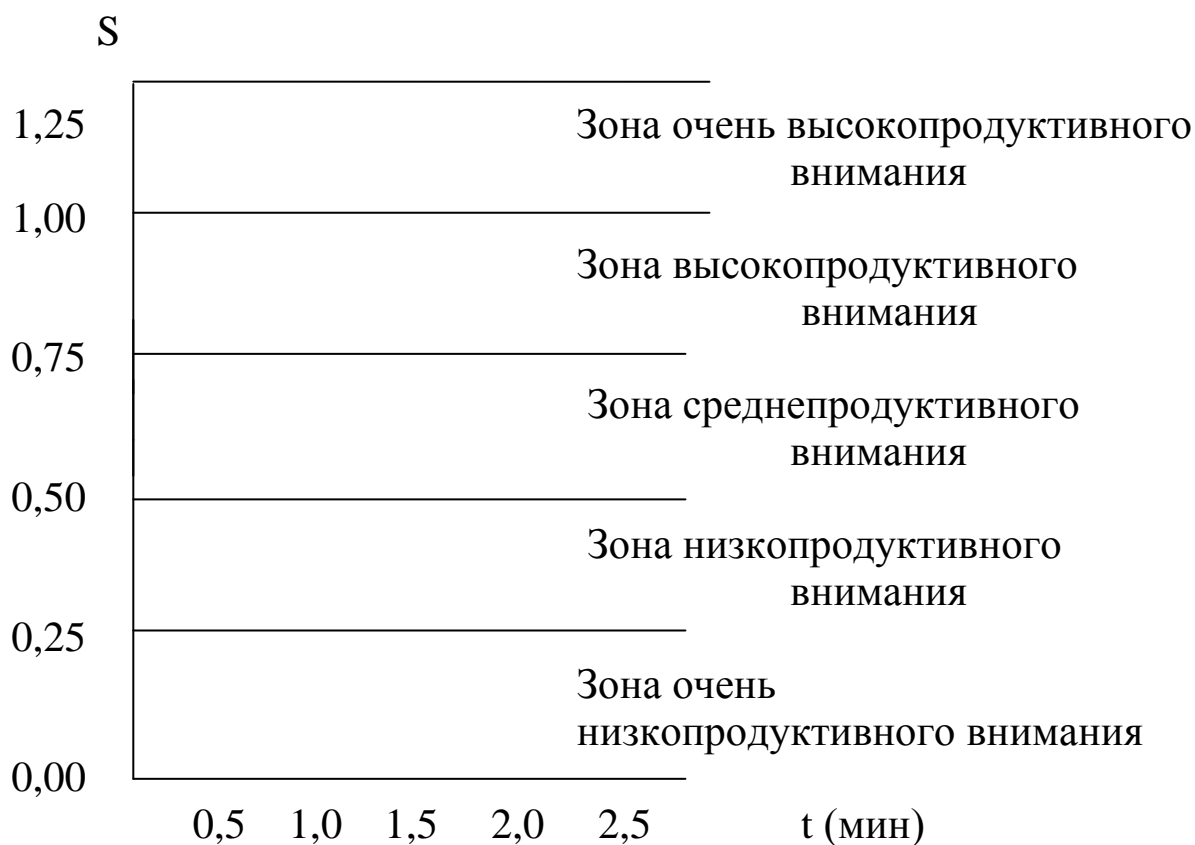 S
1,25
Зона очень высокопродуктивного
внимания
1,00
Зона высокопродуктивного
внимания
0,75
Зона среднепродуктивного
внимания
0,50
Зона низкопродуктивного
внимания
0,25
Зона очень
низкопродуктивного внимания
0,00
0,5 1,0 1,5 2,0 2,5 t (мин)